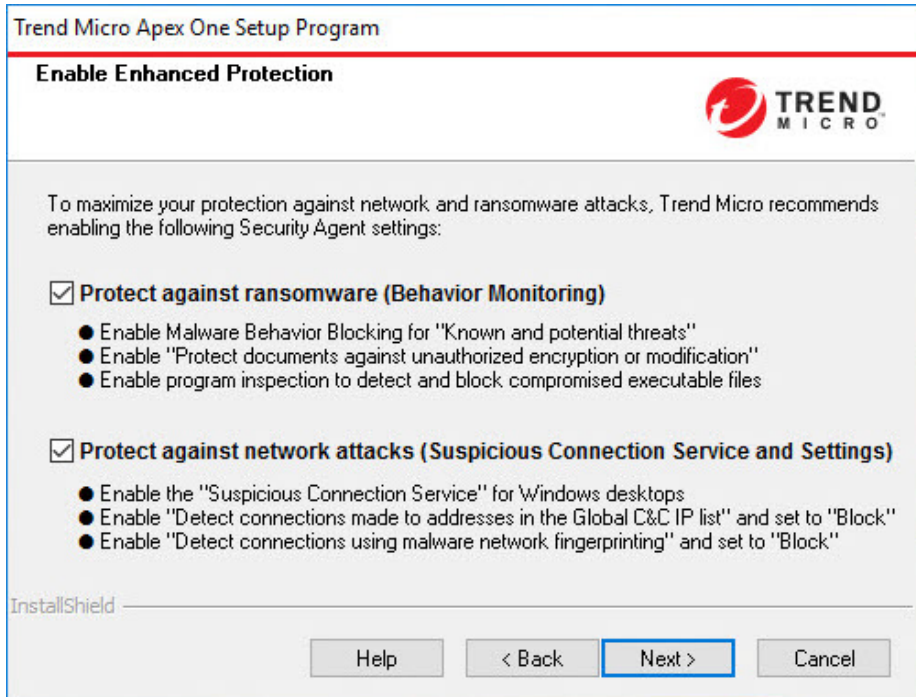 Trend Micro Apex One Setup Program
Enable Enhanced Protection
TREND
MICRO
To maximize your protection against network and ransomware attacks, Trend Micro recommends
enabling the following Security Agent settings:
Protect against ransomware (Behavior Monitoring)
● Enable Malware Behavior Blocking for "Known and potential threats"
● Enable "Protect documents against unauthorized encryption or modification"
● Enable program inspection to detect and block compromised executable files
Protect against network attacks (Suspicious Connection Service and Settings)
● Enable the "Suspicious Connection Service" for Windows desktops
● Enable "Detect connections made to addresses in the Global C&C IP list" and set to "Block"
● Enable "Detect connections using malware network fingerprinting" and set to "Block"
InstallShield
Help
< Back
Next >
Cancel